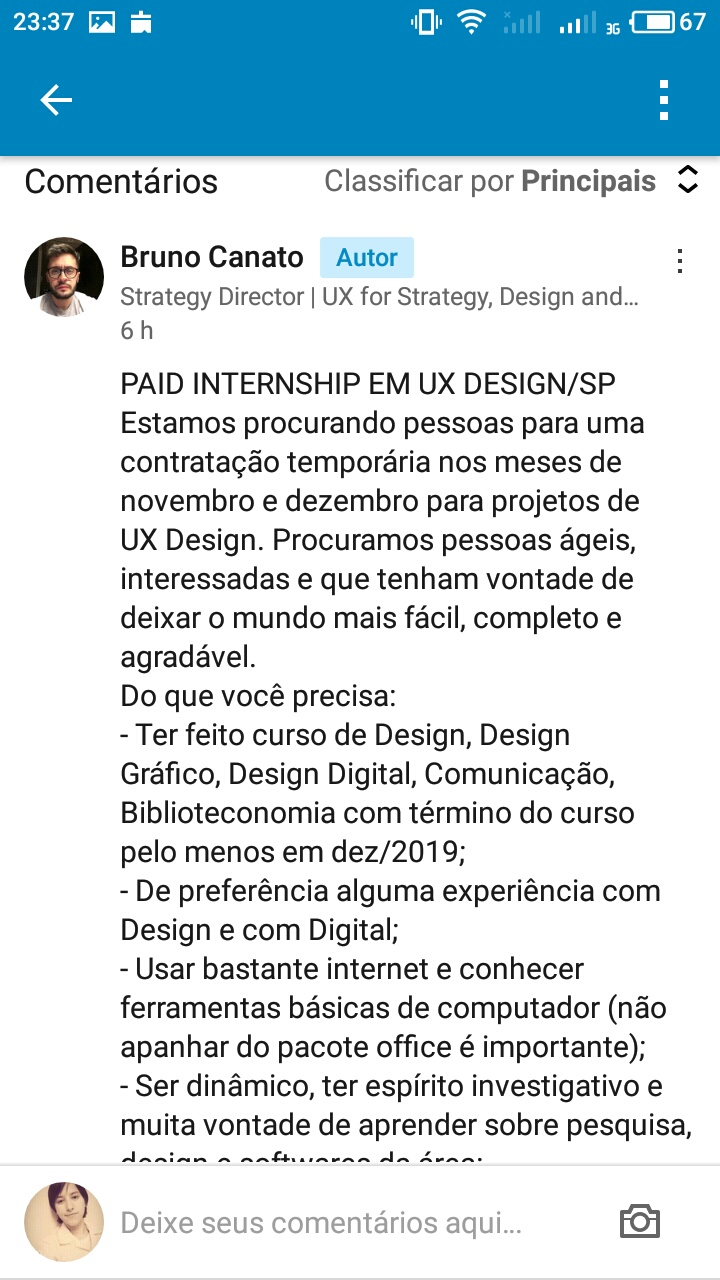 23:37
3G
67
Comentários
Classificar por Principais
Bruno Canato
Autor
Strategy Director | UX for Strategy, Design and...
6 h
PAID INTERNSHIP EM UX DESIGN/SP
Estamos procurando pessoas para uma
contratação temporária nos meses de
novembro e dezembro para projetos de
UX Design. Procuramos pessoas ágeis,
interessadas e que tenham vontade de
deixar o mundo mais fácil, completo e
agradável.
Do que você precisa:
- Ter feito curso de Design, Design
Gráfico, Design Digital, Comunicação,
Biblioteconomia com término do curso
pelo menos em dez/2019;
- De preferência alguma experiência com
Design e com Digital;
- Usar bastante internet e conhecer
ferramentas básicas de computador (não
apanhar do pacote office é importante);
- Ser dinâmico, ter espírito investigativo e
muita vontade de aprender sobre pesquisa,
design e softwares da área;
Deixe seus comentários aqui...